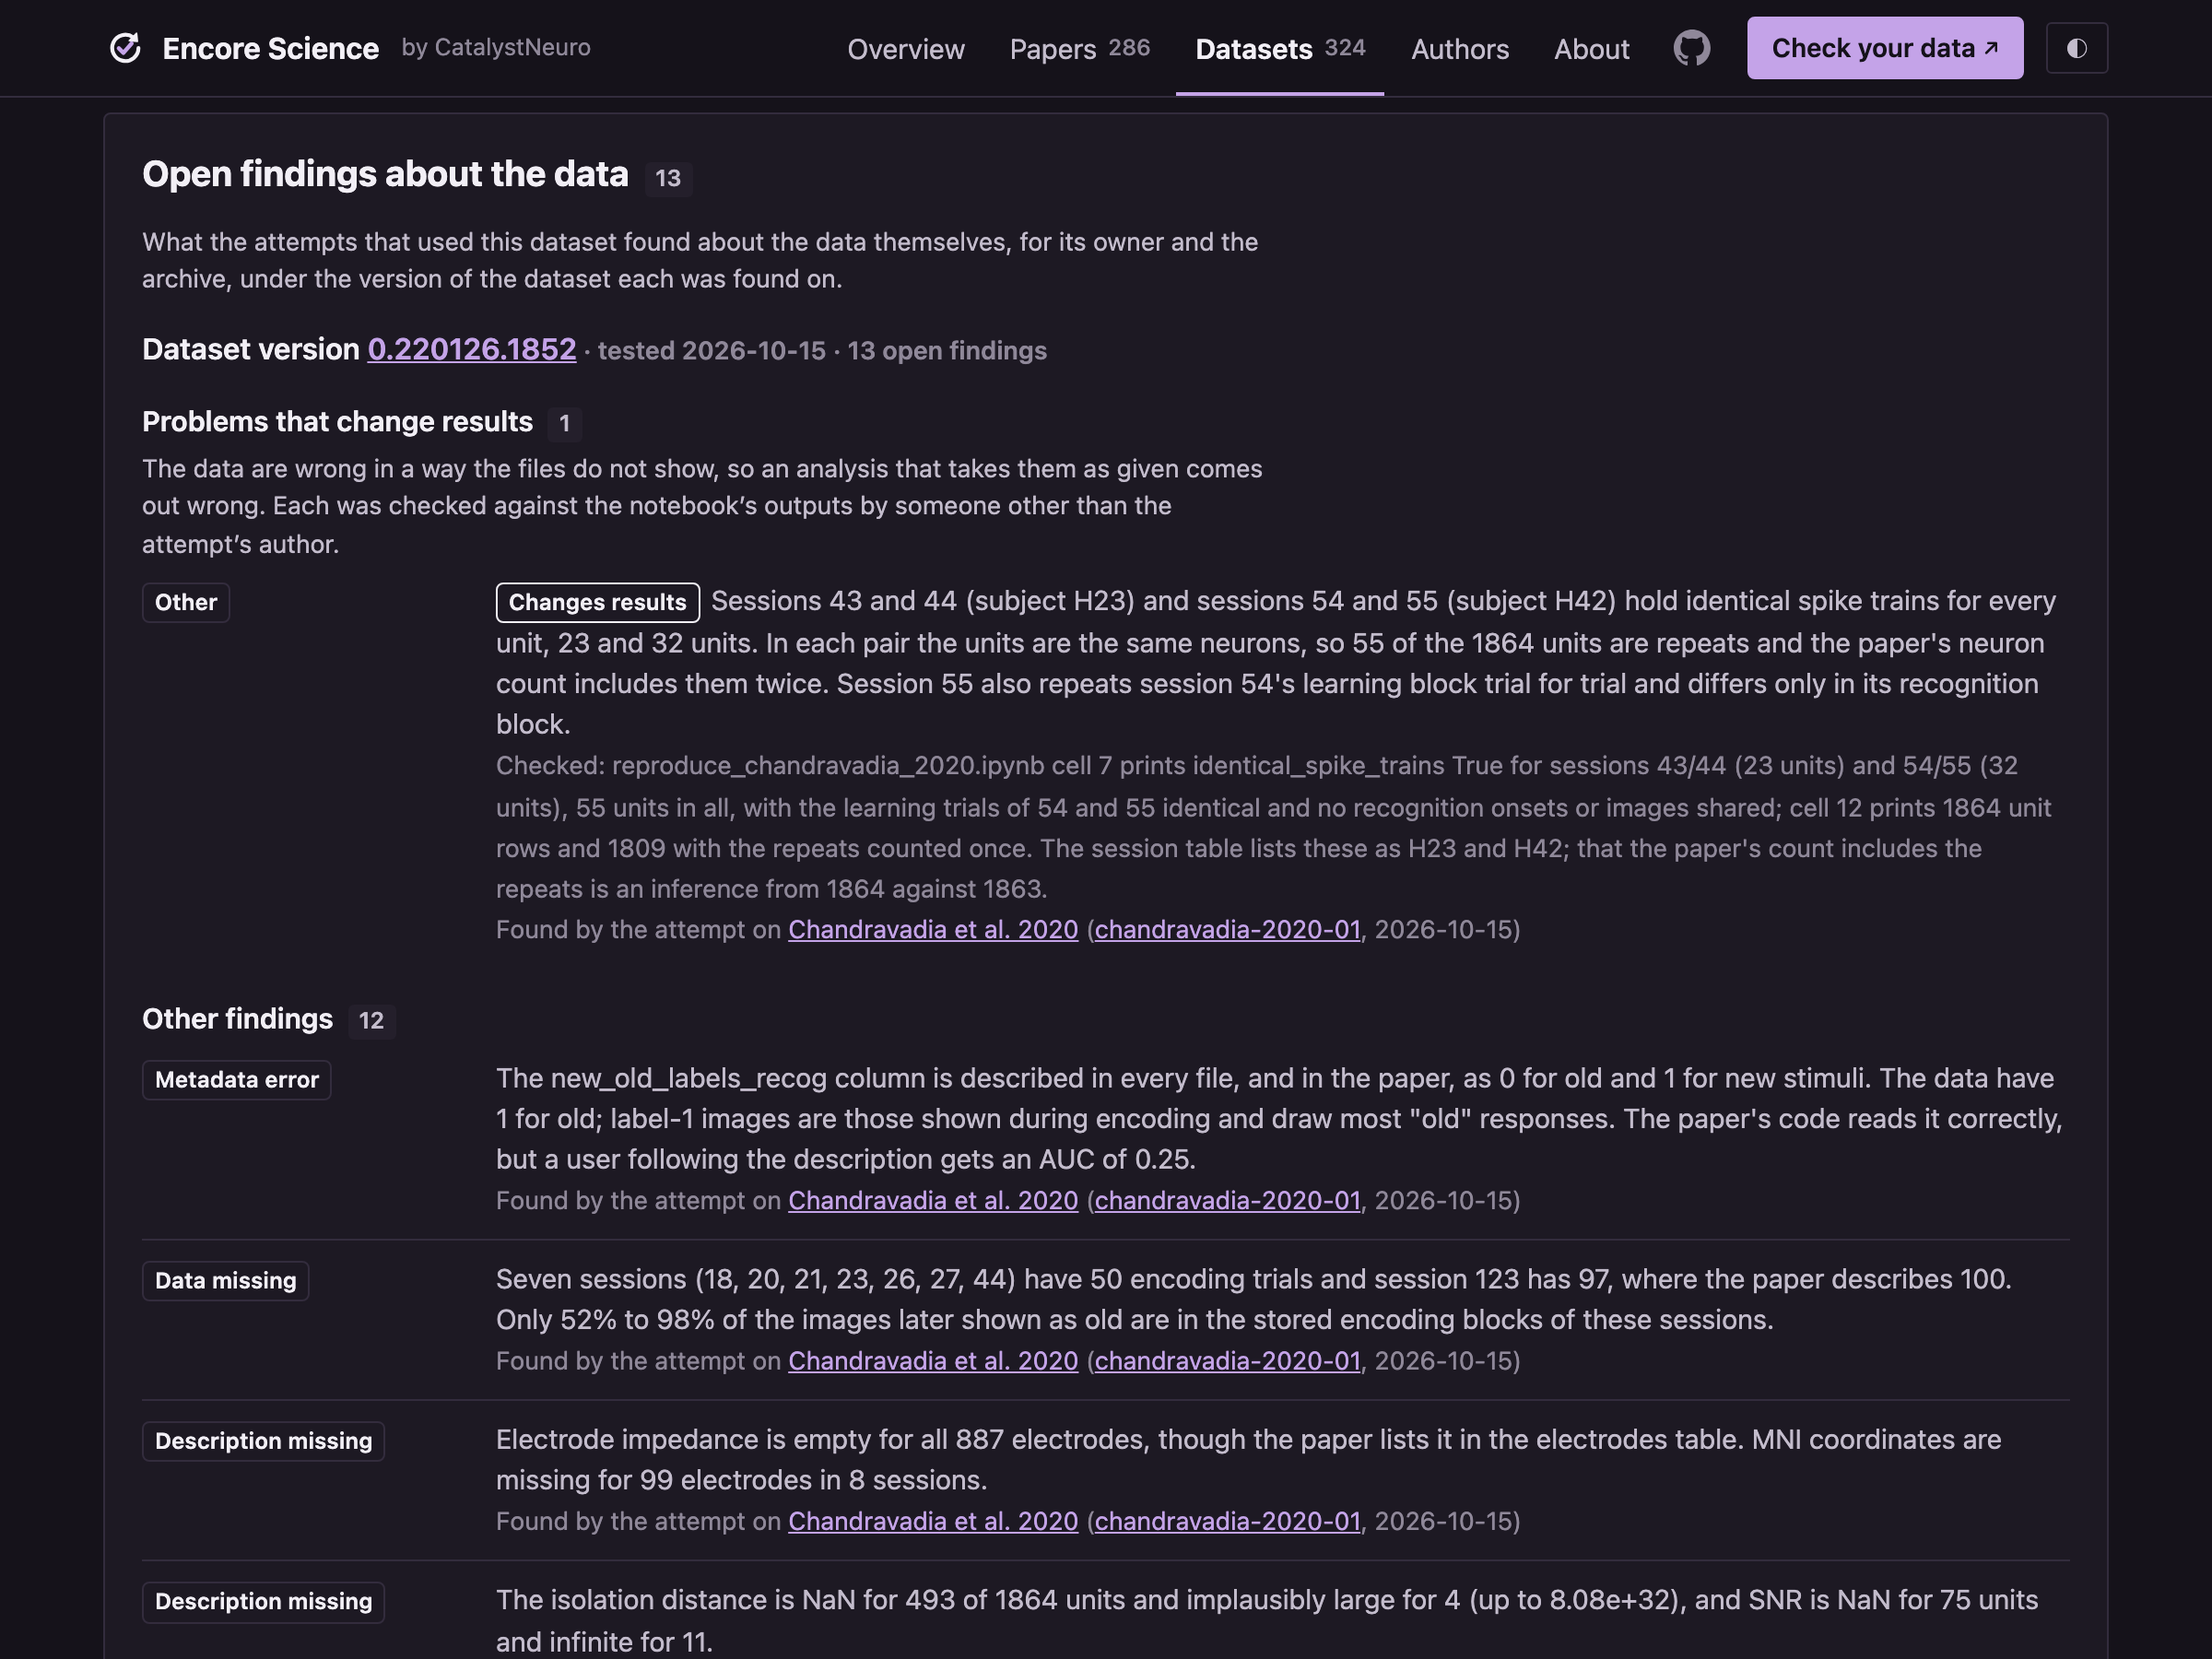 Encore Science by CatalystNeuro Overview Papers 286 Datasets 324 Authors About Check your data ↗
Open findings about the data 13
What the attempts that used this dataset found about the data themselves, for its owner and the
archive, under the version of the dataset each was found on.
Dataset version 0.220126.1852 · tested 2026-10-15 · 13 open findings
Problems that change results 1
The data are wrong in a way the files do not show, so an analysis that takes them as given comes
out wrong. Each was checked against the notebook’s outputs by someone other than the
attempt’s author.
Other
Changes results Sessions 43 and 44 (subject H23) and sessions 54 and 55 (subject H42) hold identical spike trains for every
unit, 23 and 32 units. In each pair the units are the same neurons, so 55 of the 1864 units are repeats and the paper's neuron
count includes them twice. Session 55 also repeats session 54's learning block trial for trial and differs only in its recognition
block.
Checked: reproduce_chandravadia_2020.ipynb cell 7 prints identical_spike_trains True for sessions 43/44 (23 units) and 54/55 (32
units), 55 units in all, with the learning trials of 54 and 55 identical and no recognition onsets or images shared; cell 12 prints 1864 unit
rows and 1809 with the repeats counted once. The session table lists these as H23 and H42; that the paper's count includes the
repeats is an inference from 1864 against 1863.
Found by the attempt on Chandravadia et al. 2020 (chandravadia-2020-01, 2026-10-15)
Other findings 12
Metadata error
The new_old_labels_recog column is described in every file, and in the paper, as 0 for old and 1 for new stimuli. The data have
1 for old; label-1 images are those shown during encoding and draw most "old" responses. The paper's code reads it correctly,
but a user following the description gets an AUC of 0.25.
Found by the attempt on Chandravadia et al. 2020 (chandravadia-2020-01, 2026-10-15)
Data missing
Seven sessions (18, 20, 21, 23, 26, 27, 44) have 50 encoding trials and session 123 has 97, where the paper describes 100.
Only 52% to 98% of the images later shown as old are in the stored encoding blocks of these sessions.
Found by the attempt on Chandravadia et al. 2020 (chandravadia-2020-01, 2026-10-15)
Description missing
Electrode impedance is empty for all 887 electrodes, though the paper lists it in the electrodes table. MNI coordinates are
missing for 99 electrodes in 8 sessions.
Found by the attempt on Chandravadia et al. 2020 (chandravadia-2020-01, 2026-10-15)
Description missing
The isolation distance is NaN for 493 of 1864 units and implausibly large for 4 (up to 8.08e+32), and SNR is NaN for 75 units
and infinite for 11.